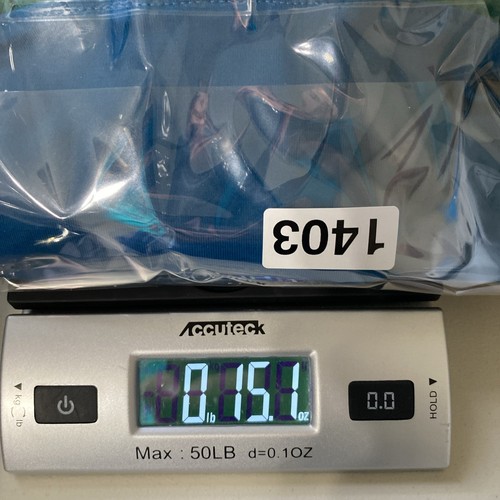 1403
Accuteck
0 lb 15.1 oz
kg lb
0.0
HOLD
Max : 50LB d=0.1OZ